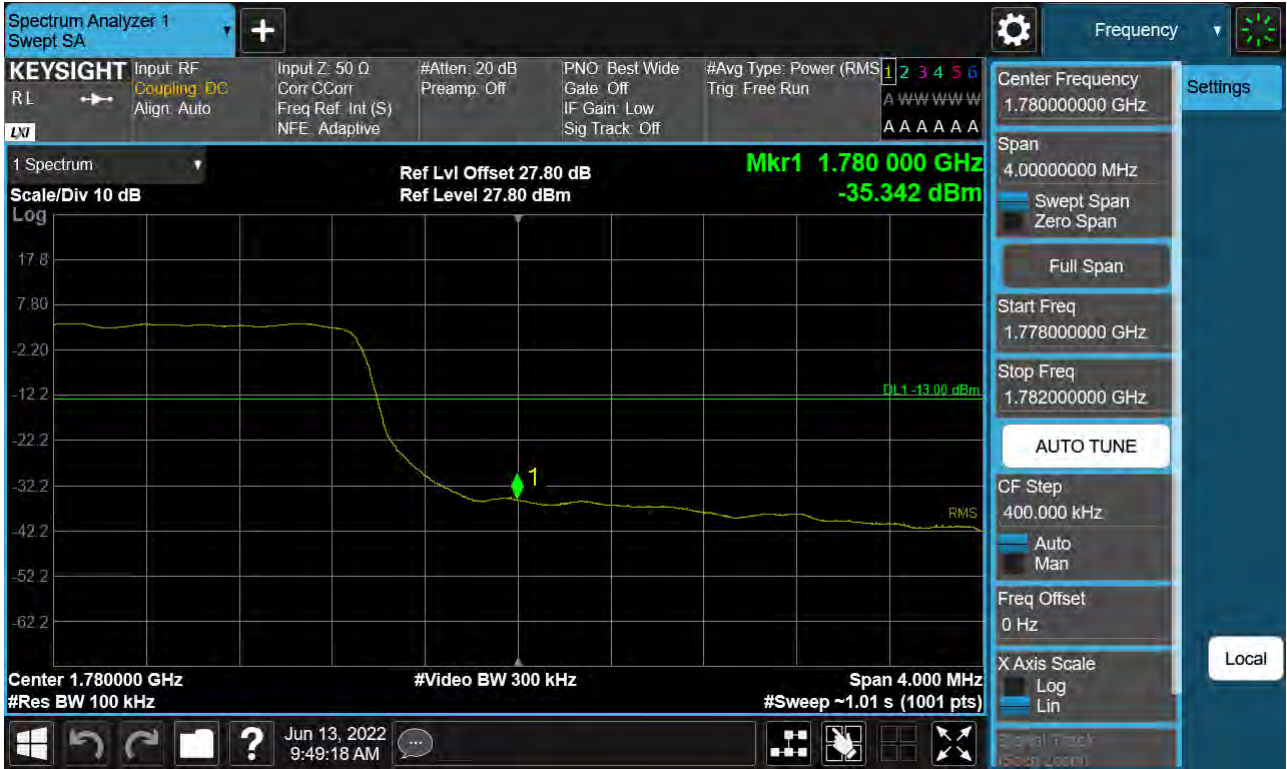 Spectrum Analyzer 1
Swept SA
Frequency
KEYSIGHT
R L
LXI
Input: RF
Coupling: DC
Align: Auto
Input Z: 50 Ω
Corr CCorr
Freq Ref: Int (S)
NFE: Adaptive
#Atten: 20 dB
Preamp: Off
PNO: Best Wide
Gate: Off
IF Gain: Low
Sig Track: Off
#Avg Type: Power (RMS
Trig: Free Run
1 2 3 4 5 6
A W W W W W
A A A A A A
1 Spectrum
Scale/Div 10 dB
Log
Ref Lvl Offset 27.80 dB
Ref Level 27.80 dBm
Mkr1 1.780 000 GHz
-35.342 dBm
17.8
7.80
-2.20
-12.2
-22.2
-32.2
-42.2
-52.2
-62.2
DL1 -13.00 dBm
1
RMS
Center 1.780000 GHz
#Res BW 100 kHz
#Video BW 300 kHz
Span 4.000 MHz
#Sweep ~1.01 s (1001 pts)
Center Frequency
1.780000000 GHz
Settings
Span
4.00000000 MHz
Swept Span
Zero Span
Full Span
Start Freq
1.778000000 GHz
Stop Freq
1.782000000 GHz
AUTO TUNE
CF Step
400.000 kHz
Auto
Man
Freq Offset
0 Hz
X Axis Scale
Log
Lin
Local
Signal Track
(Span Zoom)
?
Jun 13, 2022
9:49:18 AM